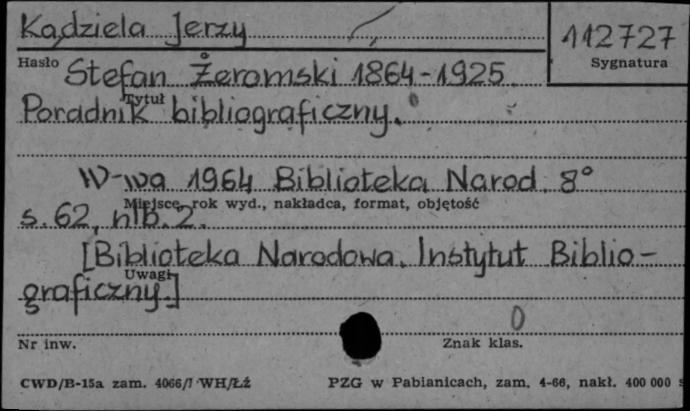 Kądziela Jerzy
112727
Hasło
Sygnatura
Stefan Żeromski 1864-1925
Tytuł
Poradnik bibliograficzny.
W-wa 1964 Biblioteka Narod. 8°
Miejsce, rok wyd., nakładca, format, objętość
s. 62, nlb. 2.
[Biblioteka Narodowa. Instytut Biblio-
Uwagi
graficzny.]
0
Nr inw.
Znak klas.
CWD/B-15a zam. 4066/7 WH/Łź
PZG w Pabianicach, zam. 4-66, nakł. 400 000